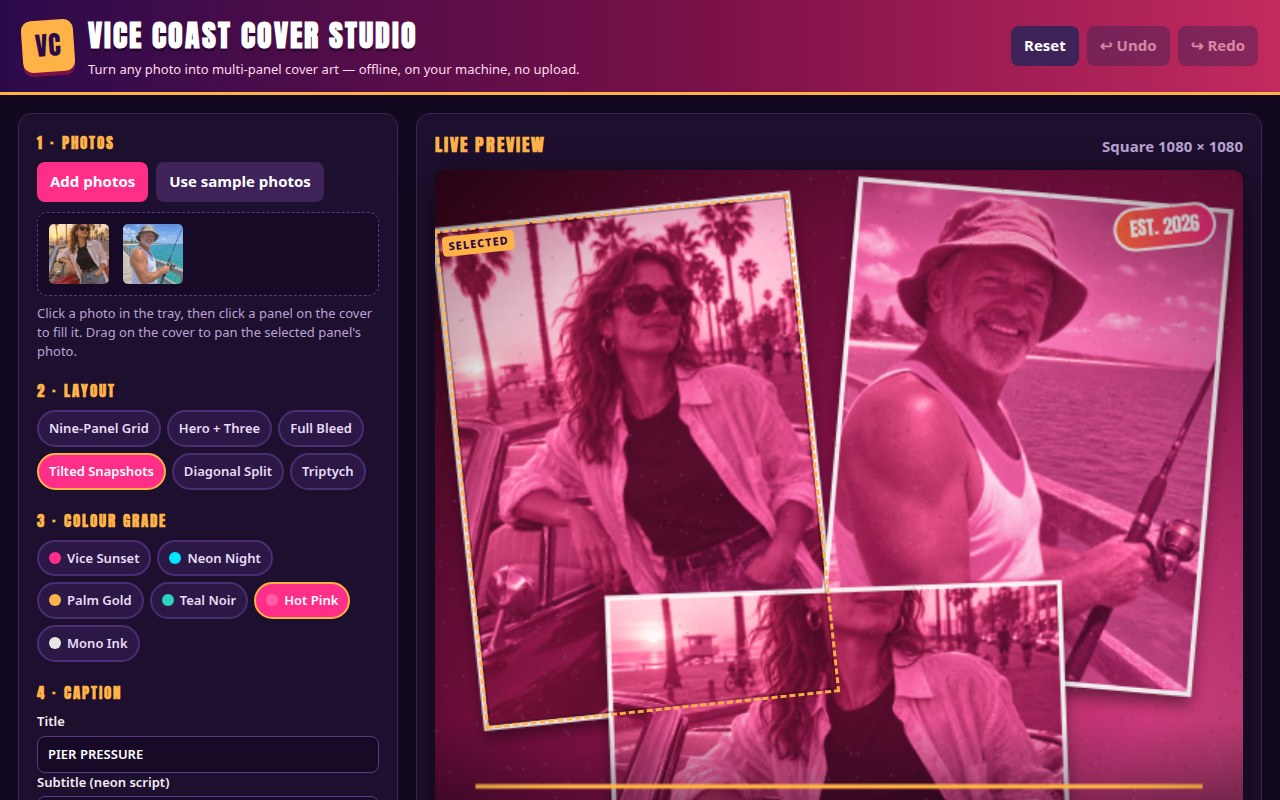 VC
VICE COAST COVER STUDIO
Turn any photo into multi-panel cover art — offline, on your machine, no upload.
Reset
↩ Undo
↪ Redo
1 · PHOTOS
Add photos
Use sample photos
Click a photo in the tray, then click a panel on the cover
to fill it. Drag on the cover to pan the selected panel's
photo.
2 · LAYOUT
Nine-Panel Grid
Hero + Three
Full Bleed
Tilted Snapshots
Diagonal Split
Triptych
3 · COLOUR GRADE
Vice Sunset
Neon Night
Palm Gold
Teal Noir
Hot Pink
Mono Ink
4 · CAPTION
Title
PIER PRESSURE
Subtitle (neon script)
LIVE PREVIEW
Square 1080 × 1080
SELECTED
EST. 2026